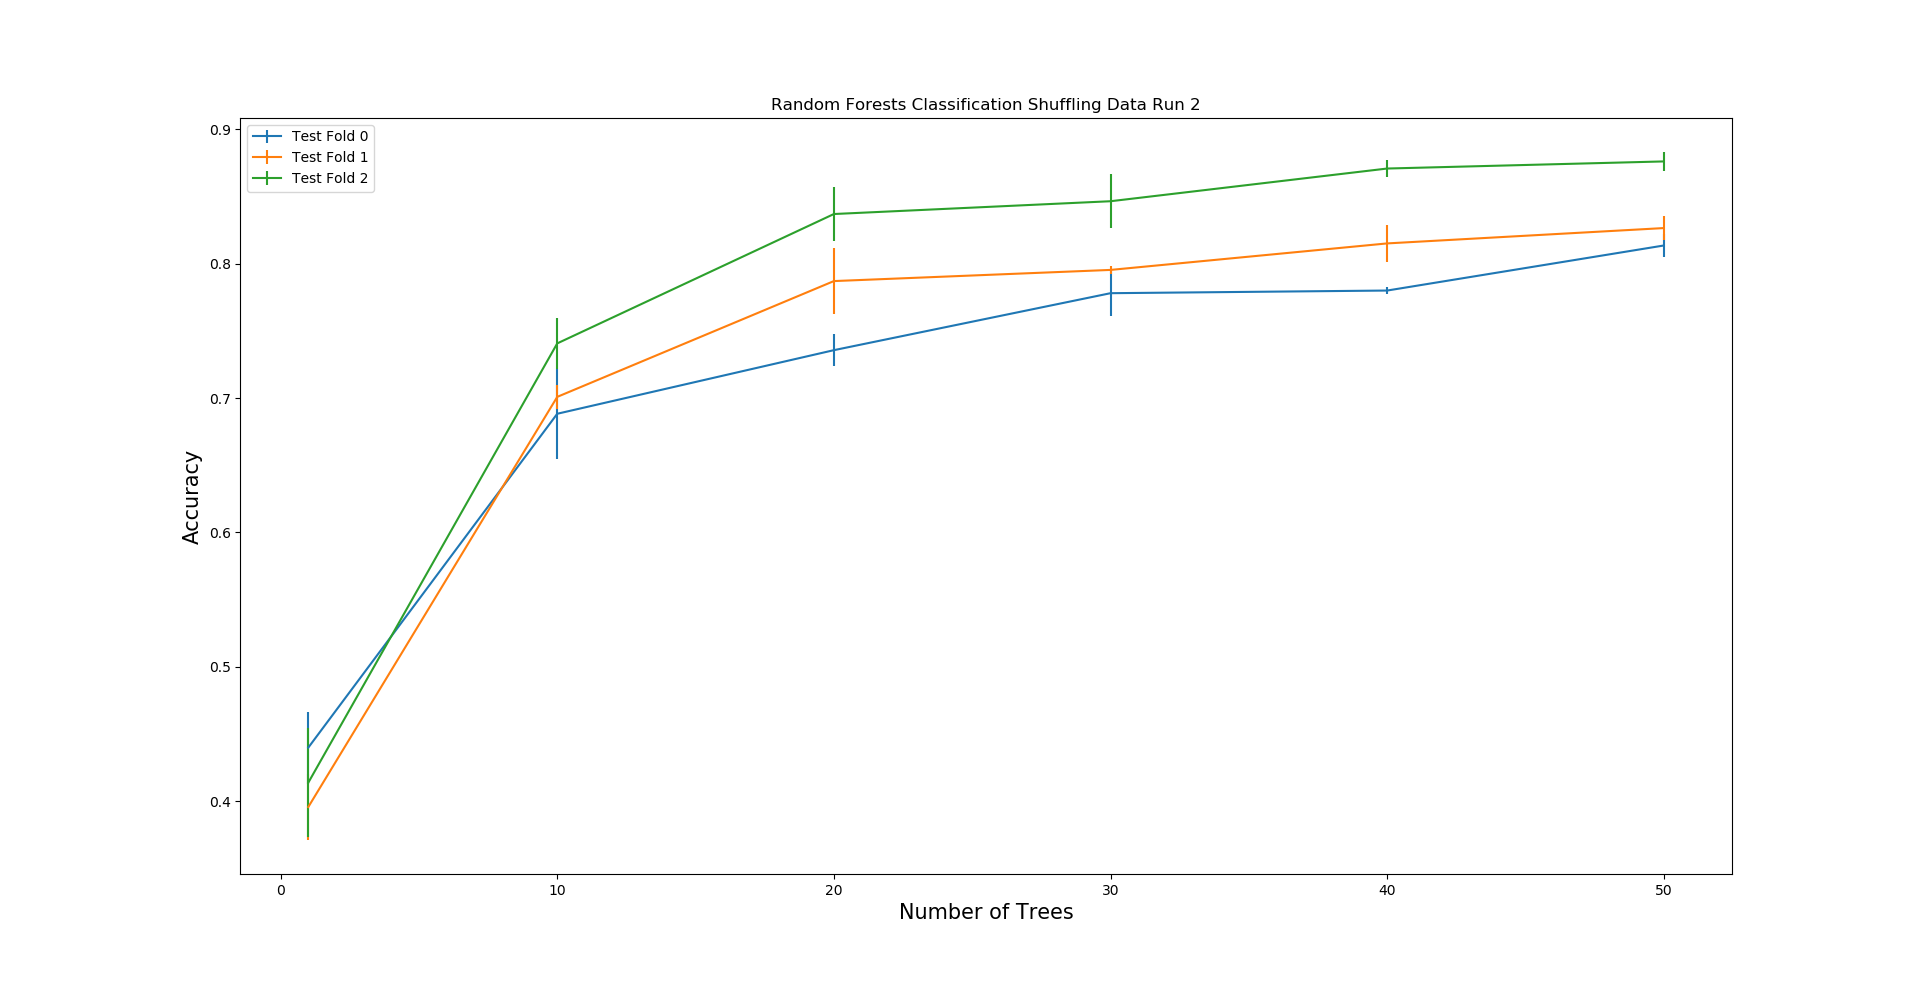 Random Forests Classification Shuffling Data Run 2
Test Fold 0
Test Fold 1
Test Fold 2
Accuracy
0.9
0.8
0.7
0.6
0.5
0.4
0 10 20 30 40 50
Number of Trees